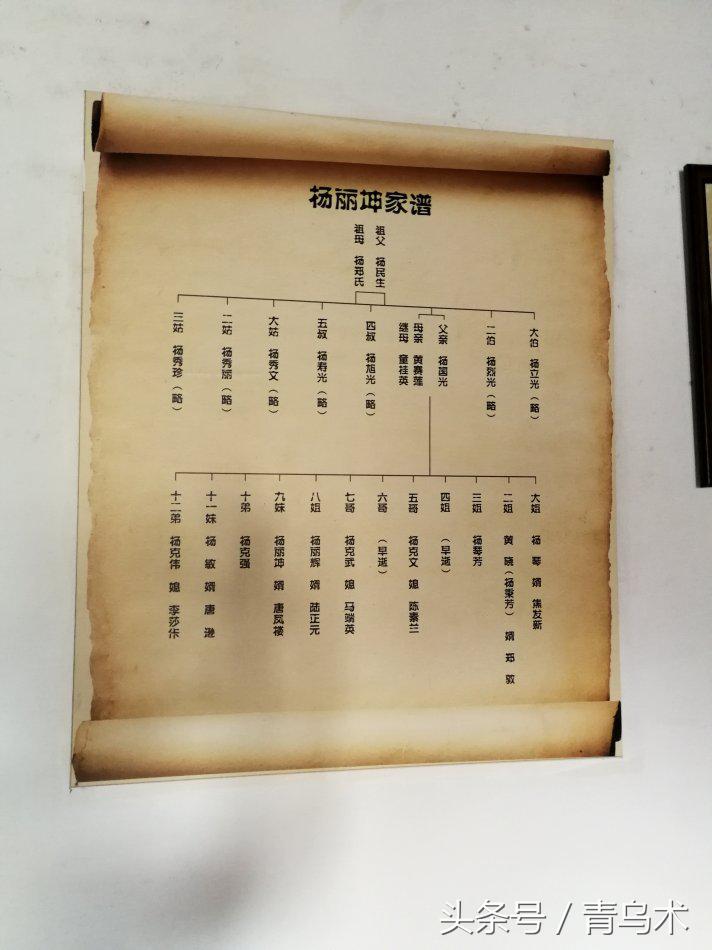 杨丽坤家谱
祖父 杨民生
祖母 杨郑氏
大伯 杨立光（略）
二伯 杨烈光（略）
父亲 杨茵光
母亲 黄赛莲
继母 童桂英
四叔 杨旭光（略）
五叔 杨寿光（略）
大姑 杨秀文（略）
二姑 杨秀丽（略）
三姑 杨秀珍（略）
大姐 杨 琴 婿 焦发新
二姐 黄 晓（杨秉芳） 婿 郑 敦
三姐 杨琴芳
四姐 （早逝）
五哥 杨克文 媳 陈素兰
六哥 （早逝）
七哥 杨克武 媳 马端英
八姐 杨丽辉 婿 陆正元
九妹 杨丽坤 婿 唐凤楼
十弟 杨克强
十一妹 杨 敏 婿 唐 逊
十二弟 杨克伟 媳 李莎佧
头条号 / 青乌术